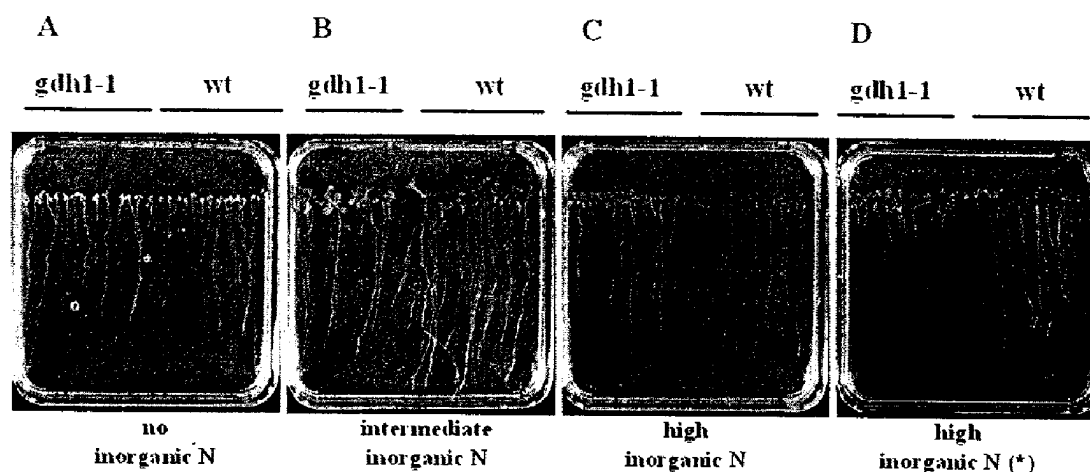 A
B
C
D
gdh1-1 wt
gdh1-1 wt
gdh1-1 wt
gdh1-1 wt
no
inorganic N
intermediate
inorganic N
high
inorganic N
high
inorganic N (*)